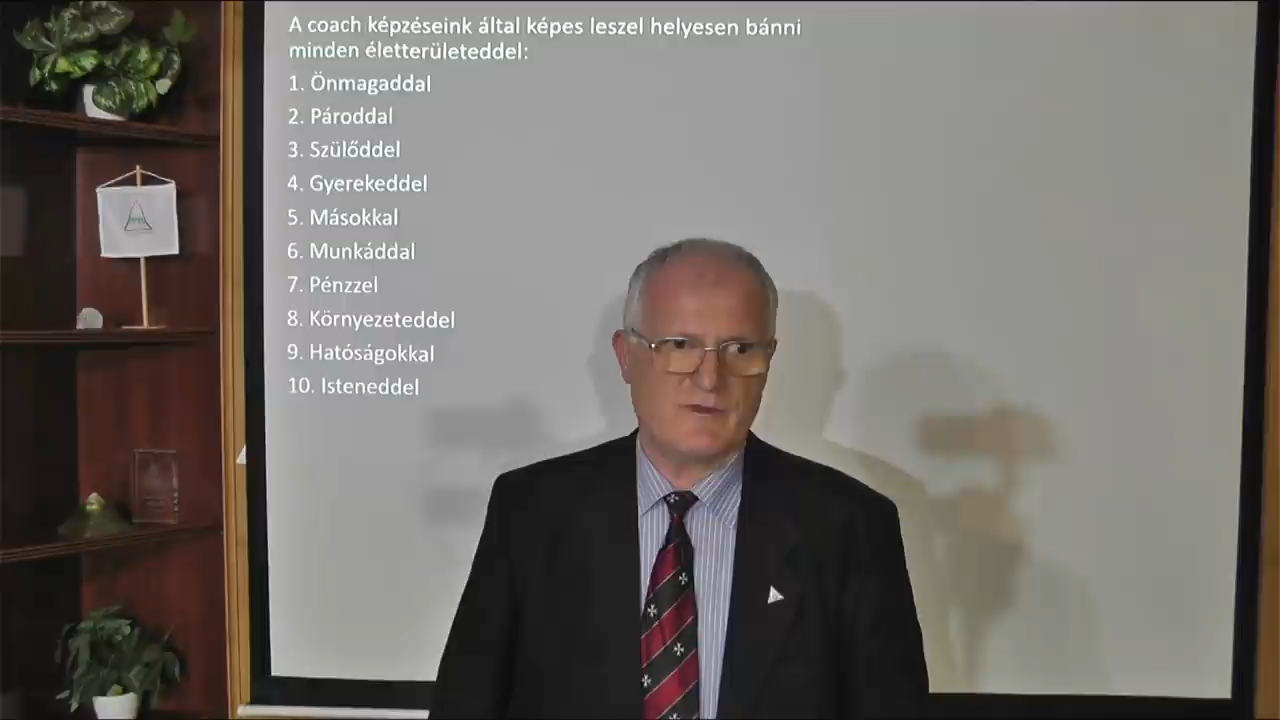 A coach képzéseink által képes leszel helyesen bánni
minden életterületeddel:
1. Önmagaddal
2. Pároddal
3. Szülőddel
4. Gyerekeddel
5. Másokkal
6. Munkáddal
7. Pénzzel
8. Környezeteddel
9. Hatóságokkal
10. Isteneddel